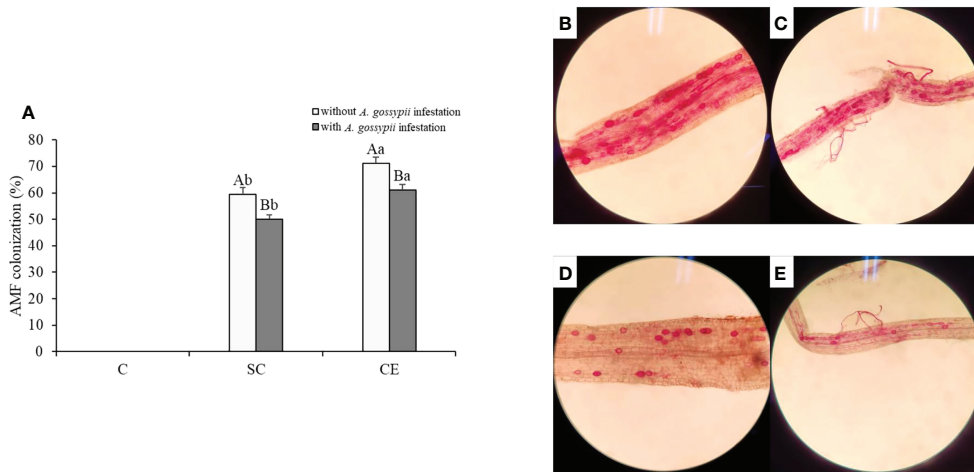 A
without A. gossypii infestation
with A. gossypii infestation
AMF colonization (%)
80
70
60
50
40
30
20
10
0
Ab
Bb
Aa
Ba
C
SC
CE
B
C
D
E